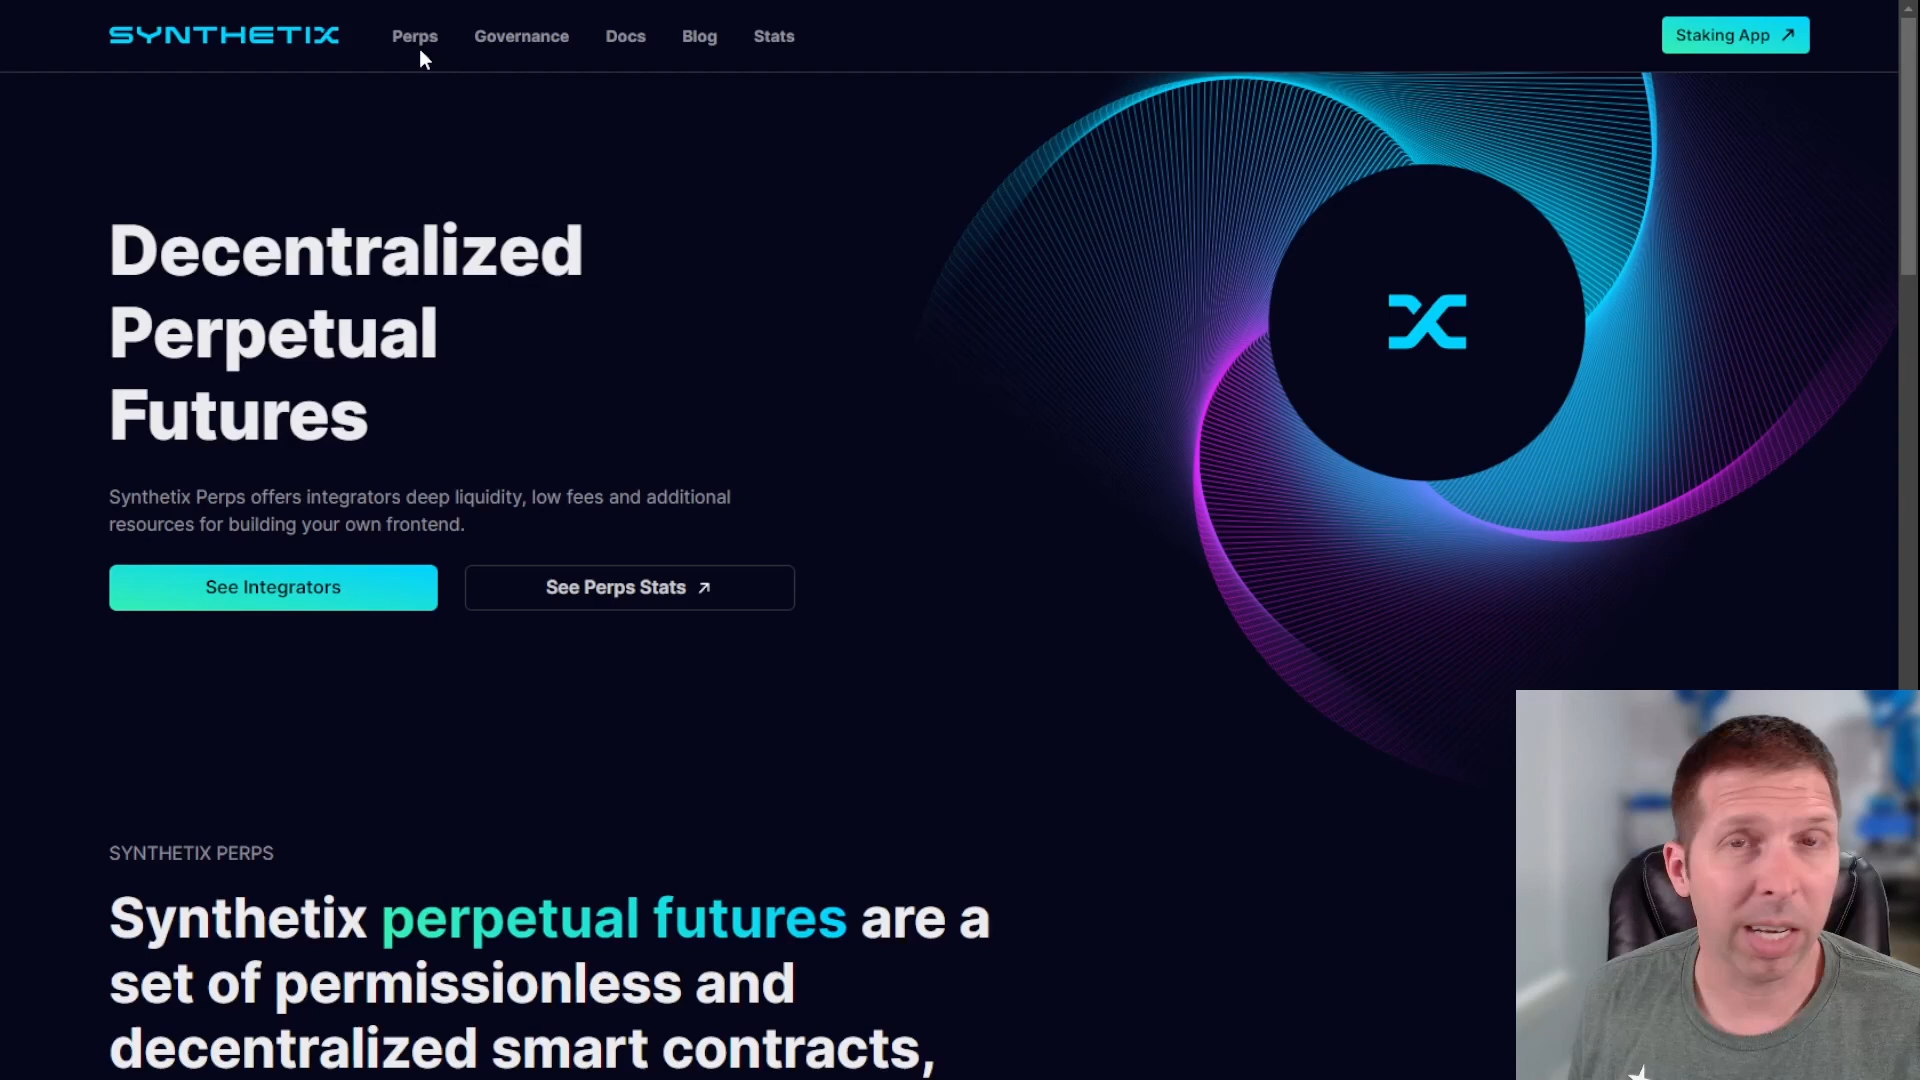 SYNTHETIX
Perps
Governance
Docs
Blog
Stats
Staking App
Decentralized
Perpetual
Futures
Synthetix Perps offers integrators deep liquidity, low fees and additional
resources for building your own frontend.
See Integrators
See Perps Stats
SYNTHETIX PERPS
Synthetix perpetual futures are a
set of permissionless and
decentralized smart contracts,